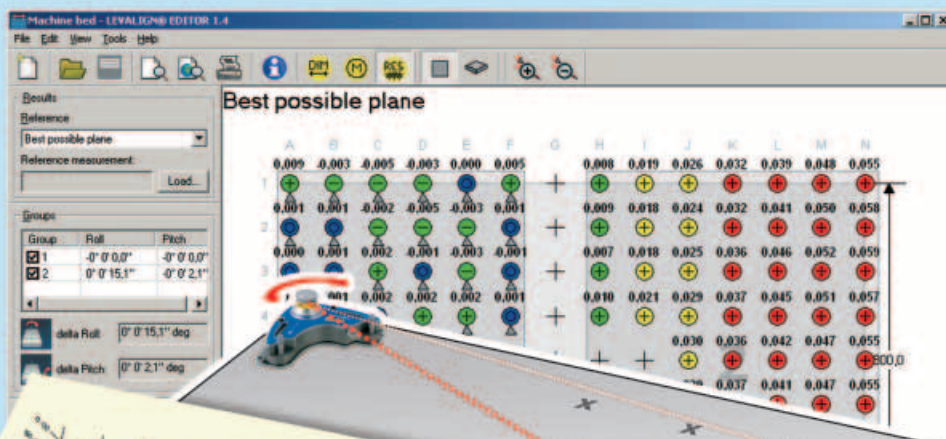 Machine bed - LEVALIGN® EDITOR 1.4
File Edit View Tools Help
DIM M RES
Results
Reference
Best possible plane
Reference measurement:
Load...
Groups
Group Roll Pitch
1 -0° 0' 0,0'' -0° 0' 0,0''
2 0° 0' 15,1'' -0° 0' 2,1''
delta Roll: 0° 0' 15,1'' deg
delta Pitch: 0° 0' 2,1'' deg
Best possible plane
A B C D E F G H I J K L M N
0.009 -0.003 -0.005 -0.003 0.000 0.005 0.008 0.019 0.026 0.032 0.039 0.048 0.055
1
0.001 0.001 -0.002 -0.005 -0.003 0.001 0.009 0.018 0.024 0.032 0.041 0.050 0.058
2
0.000 0.001 0.002 -0.002 -0.003 0.001 0.007 0.018 0.025 0.036 0.046 0.052 0.059
3
0.002 0.002 0.002 0.001 0.010 0.021 0.029 0.037 0.045 0.051 0.057
4
0.030 0.036 0.042 0.047 0.055
800,0
0.037 0.041 0.047 0.055